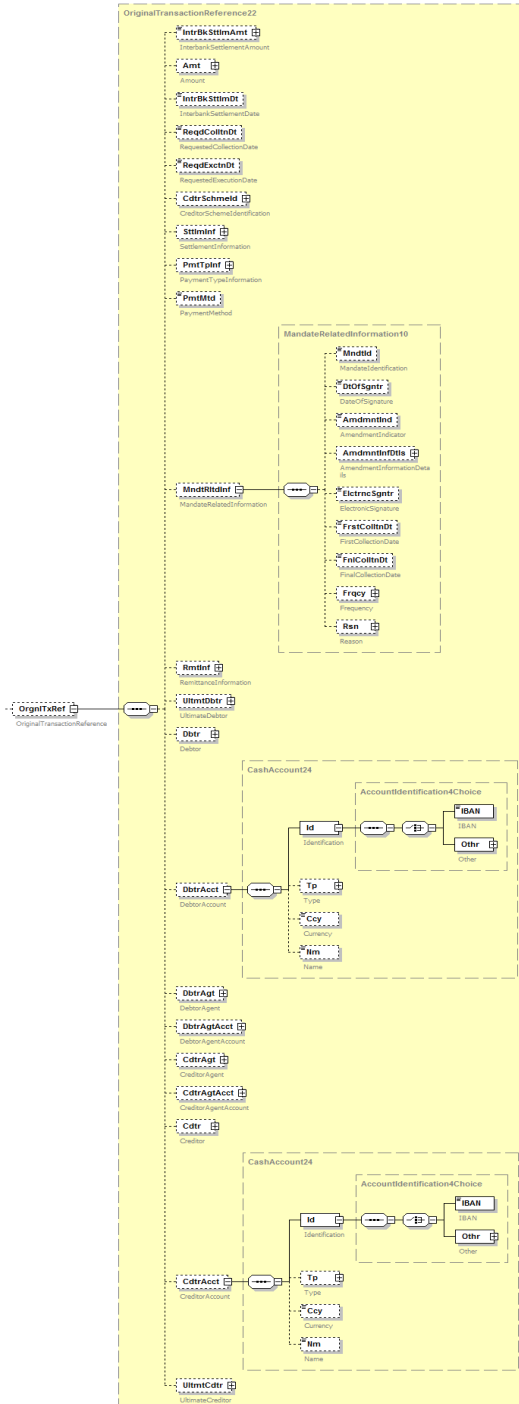 OriginalTransactionReference22
IntrBkSttlmAmt
InterbankSettlementAmount
Amt
Amount
IntrBkSttlmDt
InterbankSettlementDate
ReqdColltnDt
RequestedCollectionDate
ReqdExctnDt
RequestedExecutionDate
CdtrSchmeId
CreditorSchemeIdentification
SttlmInf
SettlementInformation
PmtTpInf
PaymentTypeInformation
PmtMtd
PaymentMethod
MandateRelatedInformation10
MndtId
MandateIdentification
DtOfSgntr
DateOfSignature
AmdmntInd
AmendmentIndicator
AmdmntInfDtls
AmendmentInformationDeta
ils
MndtRltdInf
MandateRelatedInformation
ElctrncSgntr
ElectronicSignature
FrstColltnDt
FirstCollectionDate
FnlColltnDt
FinalCollectionDate
Frqcy
Frequency
Rsn
Reason
RmtInf
RemittanceInformation
UltmtDbtr
UltimateDebtor
OrgnlTxRef
OriginalTransactionReference
Dbtr
Debtor
CashAccount24
AccountIdentification4Choice
Id
Identification
IBAN
IBAN
Othr
Other
DbtrAcct
DebtorAccount
Tp
Type
Ccy
Currency
Nm
Name
DbtrAgt
DebtorAgent
DbtrAgtAcct
DebtorAgentAccount
CdtrAgt
CreditorAgent
CdtrAgtAcct
CreditorAgentAccount
Cdtr
Creditor
CashAccount24
AccountIdentification4Choice
Id
Identification
IBAN
IBAN
Othr
Other
CdtrAcct
CreditorAccount
Tp
Type
Ccy
Currency
Nm
Name
UltmtCdtr
UltimateCreditor